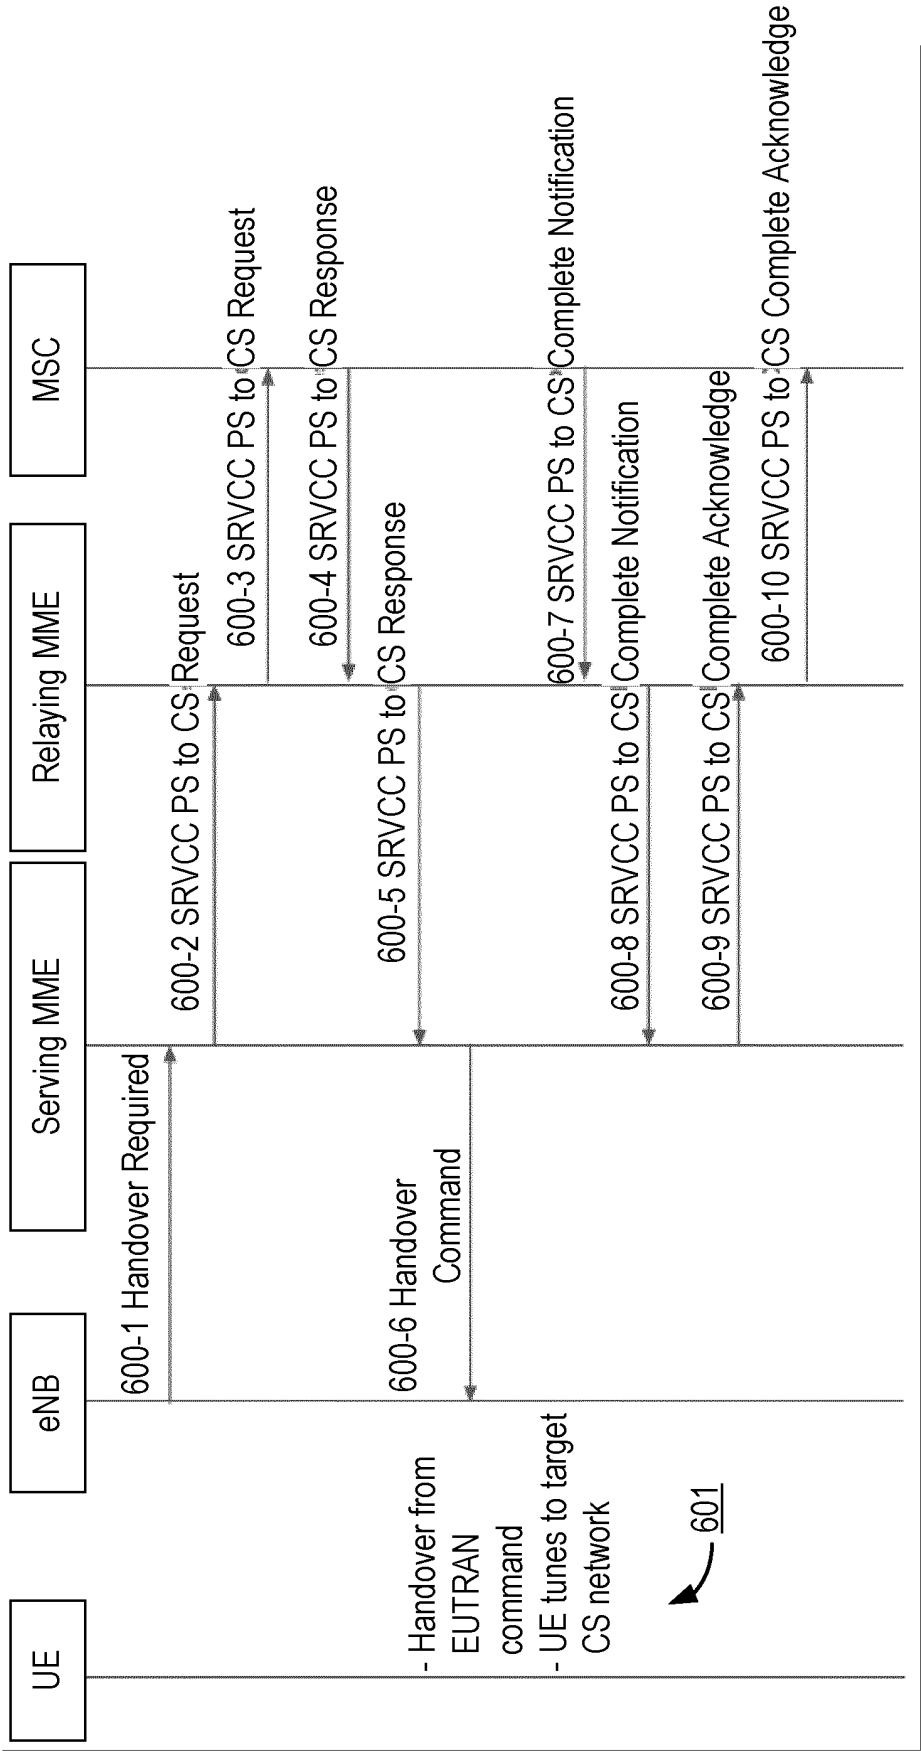 UE
eNB
Serving MME
Relaying MME
MSC
600-1 Handover Required
600-2 SRVCC PS to CS Request
600-3 SRVCC PS to CS Request
600-4 SRVCC PS to CS Response
600-5 SRVCC PS to CS Response
600-6 Handover
Command
- Handover from
EUTRAN
command
- UE tunes to target
CS network
600-7 SRVCC PS to CS Complete Notification
600-8 SRVCC PS to CS Complete Notification
600-9 SRVCC PS to CS Complete Acknowledge
600-10 SRVCC PS to CS Complete Acknowledge
601